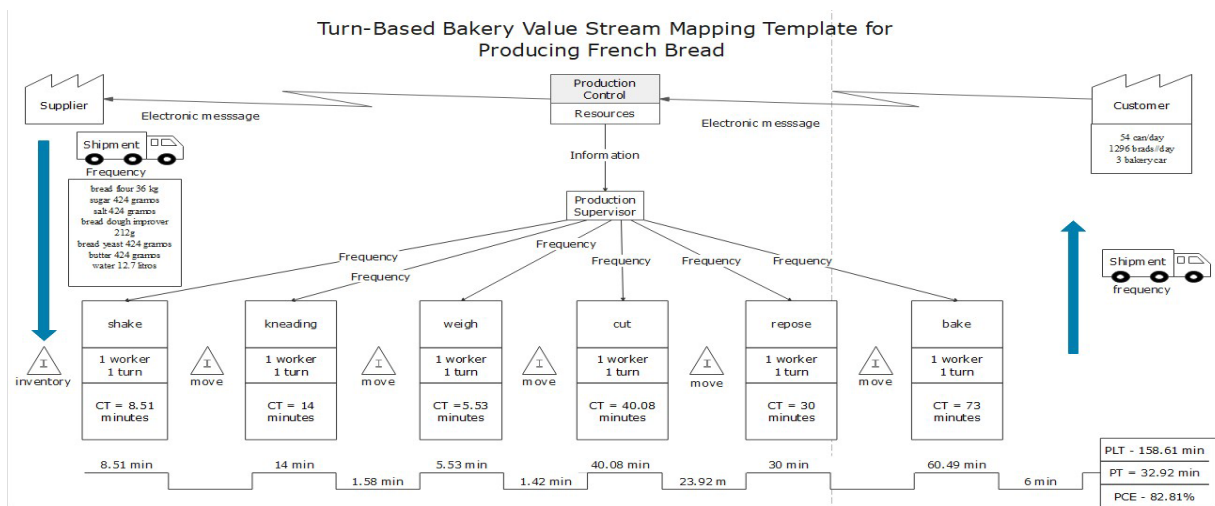 Turn-Based Bakery Value Stream Mapping Template for
Producing French Bread
Supplier
Electronic messsage
Production
Control
Resources
Electronic messsage
Customer
54 can/day
1296 brads//day
3 bakery car
Shipment
Frequency
bread flour 36 kg
sugar 424 gramos
salt 424 gramos
bread dough improver
212g
bread yeast 424 gramos
butter 424 gramos
water 12.7 litros
Information
Production
Supervisor
Frequency
Frequency
Frequency
Frequency
Frequency
Frequency
Shipment
frequency
I
inventory
shake
1 worker
1 turn
CT = 8.51
minutes
I
move
kneading
1 worker
1 turn
CT = 14
minutes
I
move
weigh
1 worker
1 turn
CT =5.53
minutes
I
move
cut
1 worker
1 turn
CT = 40.08
minutes
I
move
repose
1 worker
1 turn
CT = 30
minutes
I
move
bake
1 worker
1 turn
CT = 73
minutes
8.51 min
14 min
1.58 min
5.53 min
1.42 min
40.08 min
23.92 m
30 min
60.49 min
6 min
PLT - 158.61 min
PT = 32.92 min
PCE - 82.81%